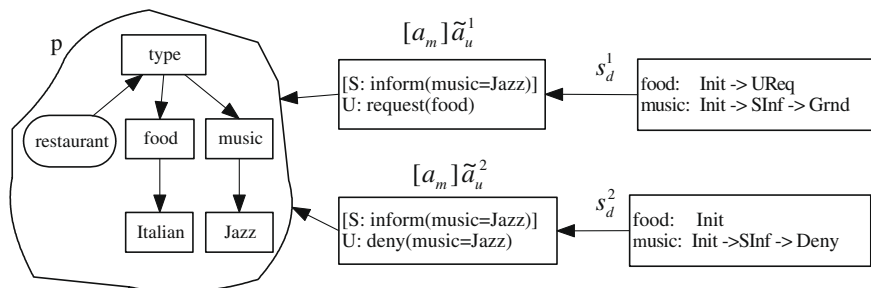 p
type
restaurant
food
music
Italian
Jazz
[a_m] ã_u^1
[S: inform(music=Jazz)]
U: request(food)
s_d^1
food: Init -> UReq
music: Init -> SInf -> Grnd
[a_m] ã_u^2
[S: inform(music=Jazz)]
U: deny(music=Jazz)
s_d^2
food: Init
music: Init ->SInf -> Deny